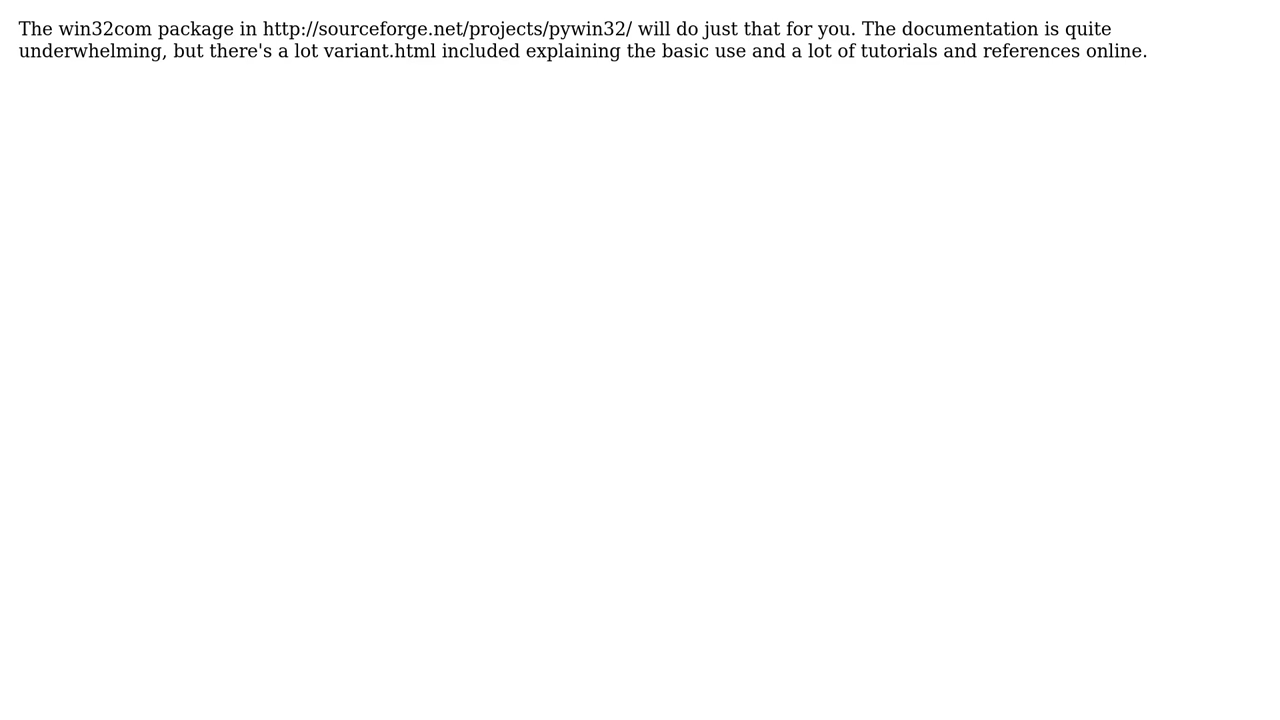 The win32com package in http://sourceforge.net/projects/pywin32/ will do just that for you. The documentation is quite
underwhelming, but there's a lot variant.html included explaining the basic use and a lot of tutorials and references online.